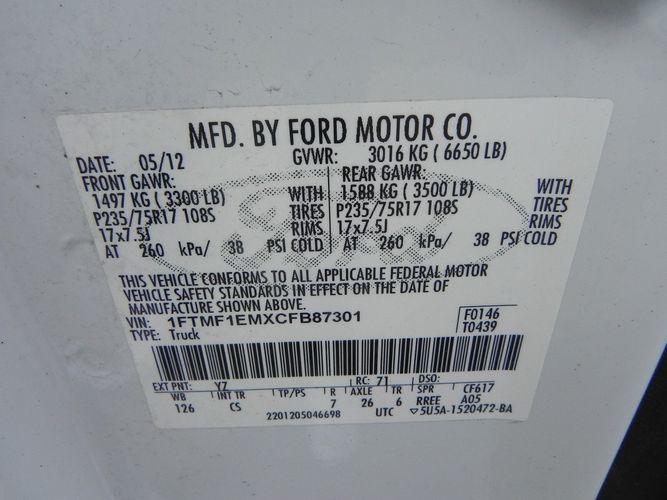 MFD. BY FORD MOTOR CO.
DATE: 05/12 GVWR: 3016 KG ( 6650 LB)
FRONT GAWR: REAR GAWR:
1497 KG ( 3300 LB) WITH 1588 KG ( 3500 LB) WITH
P235/75R17 108S TIRES P235/75R17 108S TIRES
17x7.5J RIMS 17x7.5J RIMS
AT 260 kPa/ 38 PSI COLD AT 260 kPa/ 38 PSI COLD
Ford
THIS VEHICLE CONFORMS TO ALL APPLICABLE FEDERAL MOTOR
VEHICLE SAFETY STANDARDS IN EFFECT ON THE DATE OF
MANUFACTURE SHOWN ABOVE.
VIN: 1FTMF1EMXCFB87301 F0146
TYPE: Truck T0439
EXT PNT: YZ RC: 71 DSO:
WB INT TR TP/PS R AXLE TR SPR CF617
126 CS 7 26 6 RREE A05
2201205046698 UTC ▽5U5A-1520472-BA